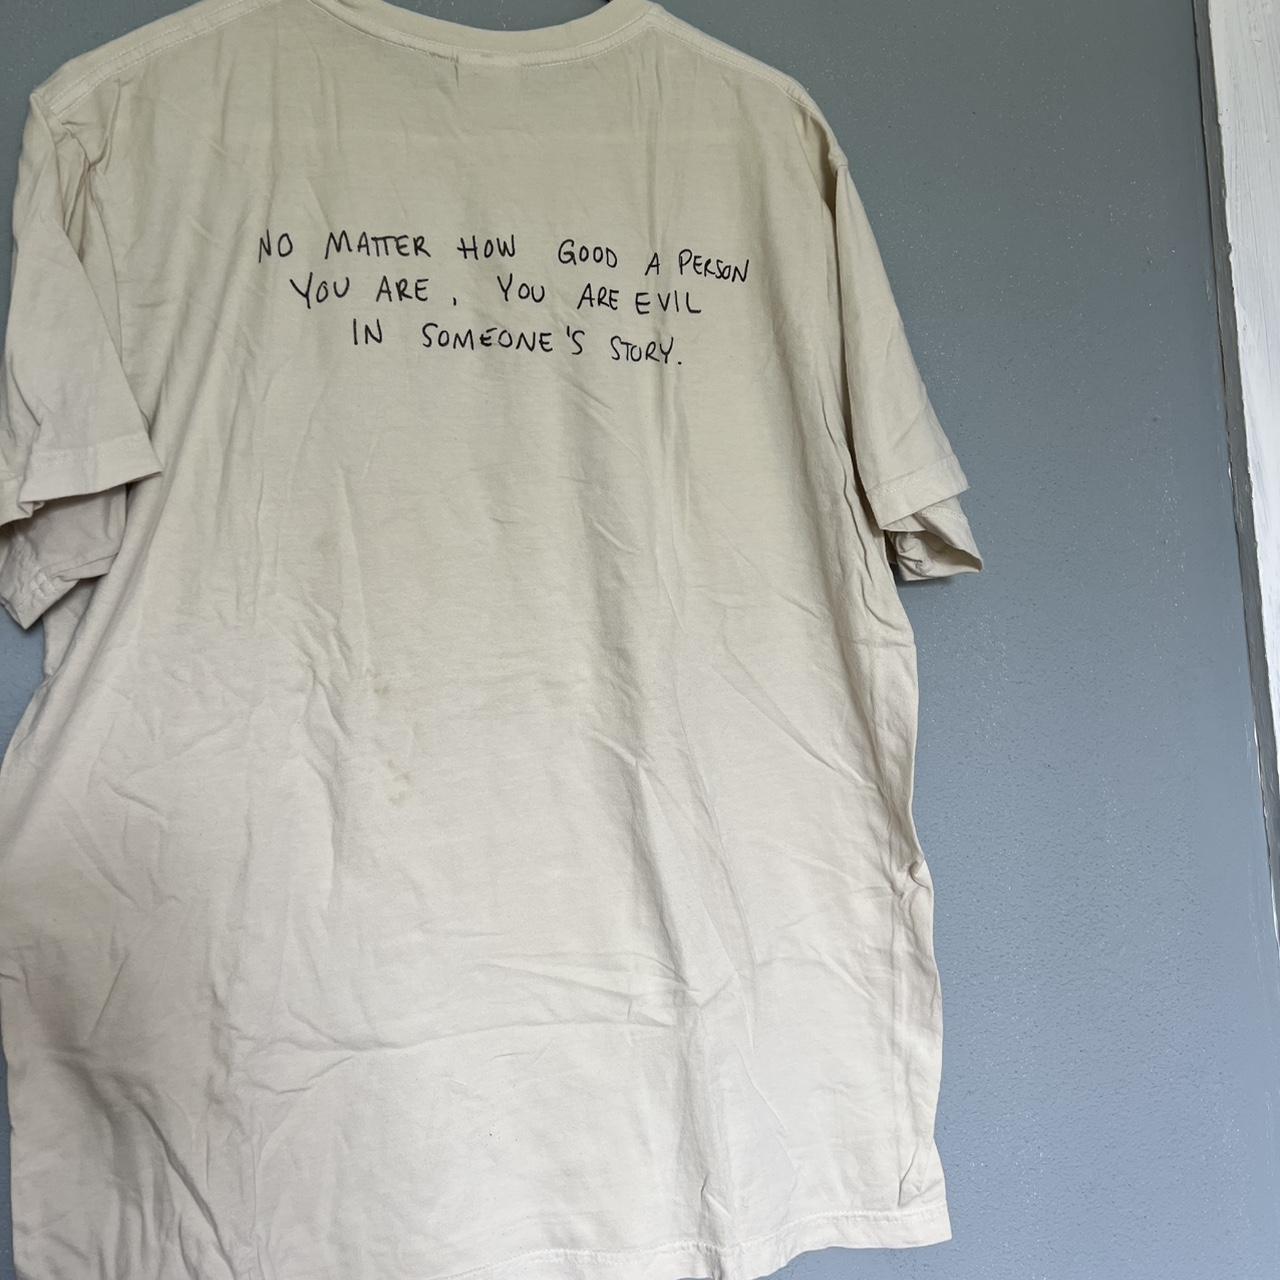 NO MATTER HOW GOOD A PERSON
YOU ARE, YOU ARE EVIL
IN SOMEONE'S STORY.